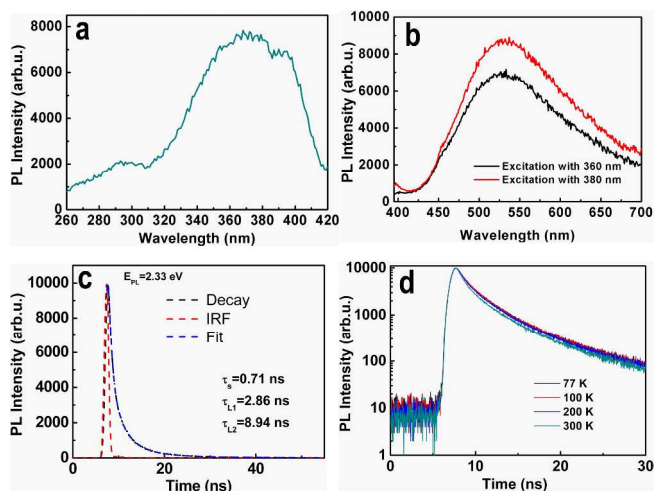 a
8000
6000
4000
2000
0
PL Intensity (arb.u.)
260 280 300 320 340 360 380 400 420
Wavelength (nm)
b
10000
8000
6000
4000
2000
0
PL Intensity (arb.u.)
Excitation with 360 nm
Excitation with 380 nm
400 450 500 550 600 650 700
Wavelength (nm)
c
E_PL=2.33 eV
10000
8000
6000
4000
2000
0
PL Intensity (arb.u.)
Decay
IRF
Fit
τ_s=0.71 ns
τ_L1=2.86 ns
τ_L2=8.94 ns
0 20 40
Time (ns)
d
10000
1000
100
10
1
PL Intensity (arb.u.)
77 K
100 K
200 K
300 K
0 10 20 30
Time (ns)